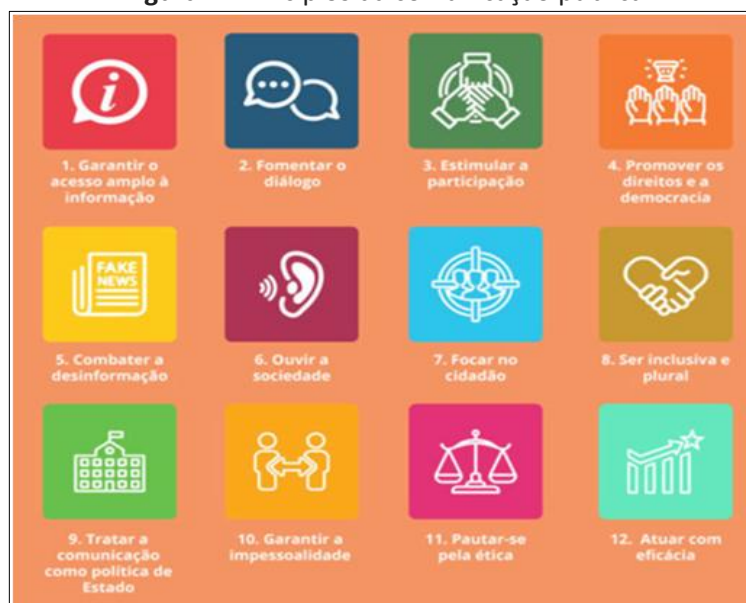 1. Garantir o
acesso amplo à
informação
2. Fomentar o
diálogo
3. Estimular a
participação
4. Promover os
direitos e a
democracia
FAKE
NEWS
5. Combater a
desinformação
6. Ouvir a
sociedade
7. Focar no
cidadão
8. Ser inclusiva e
plural
9. Tratar a
comunicação
como política de
Estado
10. Garantir a
impessoalidade
11. Pautar-se
pela ética
12. Atuar com
eficácia